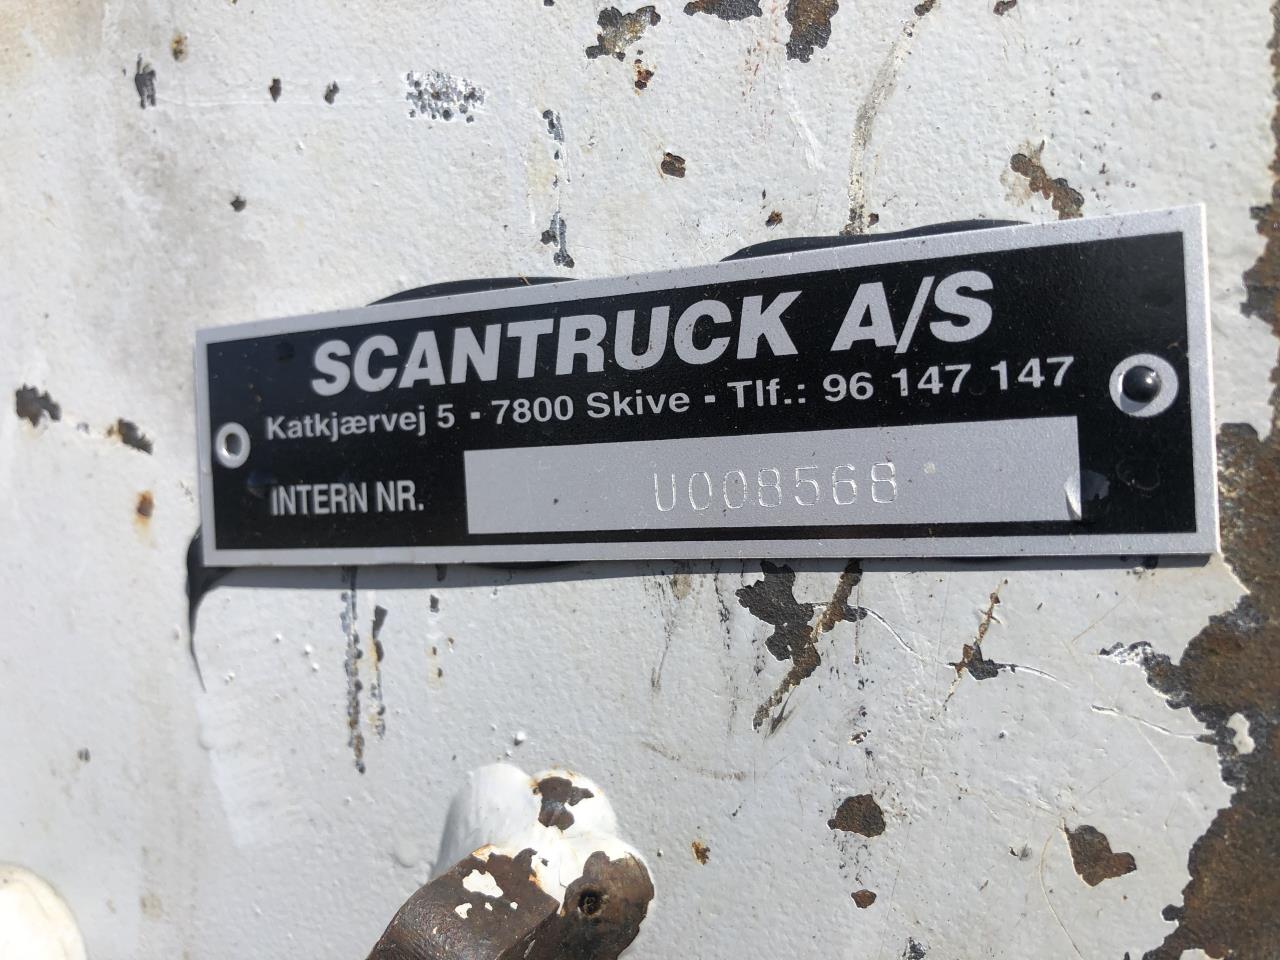 SCANTRUCK A/S
Katkjærvej 5 - 7800 Skive - Tlf.: 96 147 147
INTERN NR. U008568